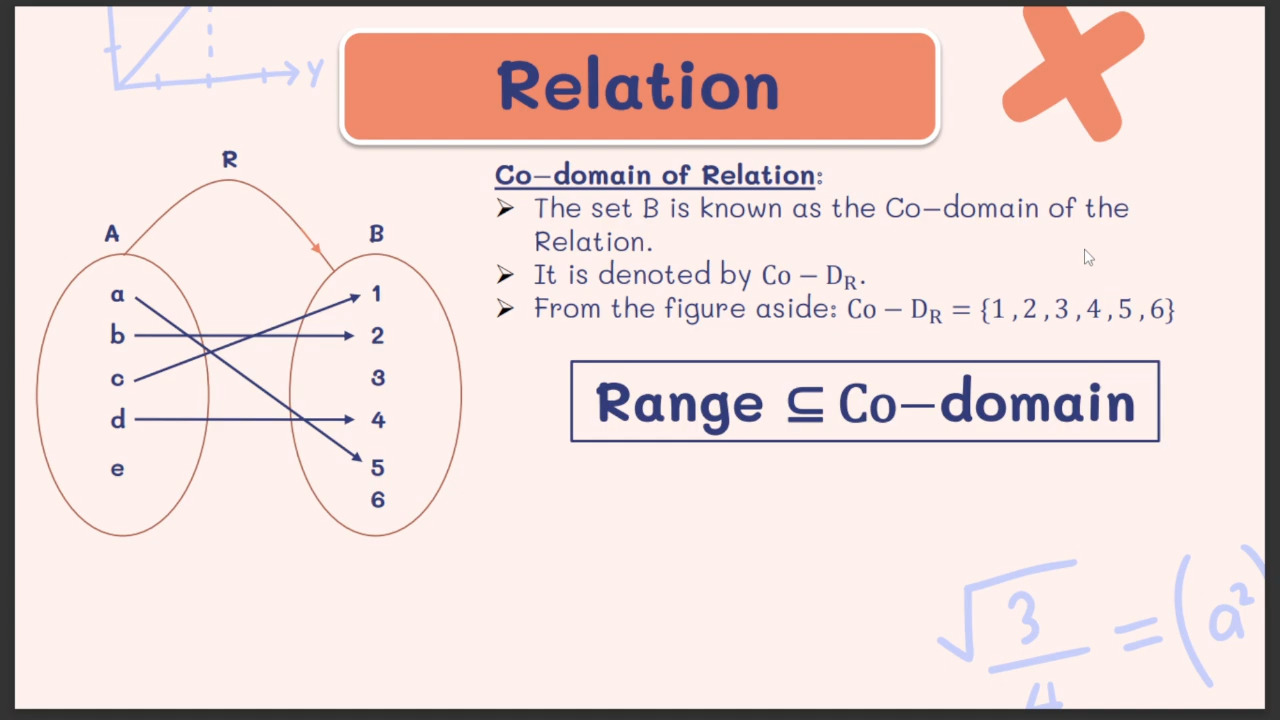 Y
Relation
R
Co–domain of Relation:
➢ The set B is known as the Co–domain of the
Relation.
➢ It is denoted by Co – D_R.
➢ From the figure aside: Co – D_R = {1 , 2 , 3 , 4 , 5 , 6}
A B
a 1
b 2
c 3
d 4
e 5
6
Range ⊆ Co–domain
√3/4 = (a²)